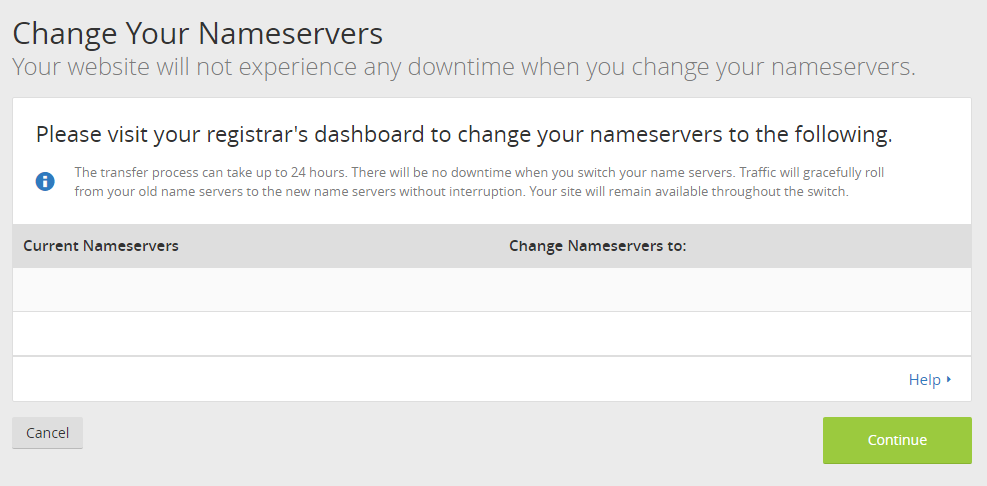 Change Your Nameservers
Your website will not experience any downtime when you change your nameservers.
Please visit your registrar's dashboard to change your nameservers to the following.
The transfer process can take up to 24 hours. There will be no downtime when you switch your name servers. Traffic will gracefully roll
from your old name servers to the new name servers without interruption. Your site will remain available throughout the switch.
Current Nameservers
Change Nameservers to:
Help
Cancel
Continue